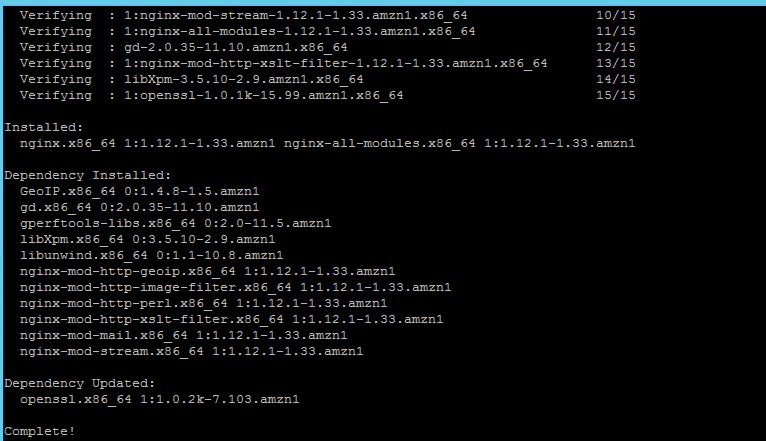 Verifying  : 1:nginx-mod-stream-1.12.1-1.33.amzn1.x86_64                10/15
Verifying  : 1:nginx-all-modules-1.12.1-1.33.amzn1.x86_64               11/15
Verifying  : gd-2.0.35-11.10.amzn1.x86_64                               12/15
Verifying  : 1:nginx-mod-http-xslt-filter-1.12.1-1.33.amzn1.x86_64      13/15
Verifying  : libXpm-3.5.10-2.9.amzn1.x86_64                             14/15
Verifying  : 1:openssl-1.0.1k-15.99.amzn1.x86_64                        15/15
Installed:
nginx.x86_64 1:1.12.1-1.33.amzn1 nginx-all-modules.x86_64 1:1.12.1-1.33.amzn1
Dependency Installed:
GeoIP.x86_64 0:1.4.8-1.5.amzn1
gd.x86_64 0:2.0.35-11.10.amzn1
gperftools-libs.x86_64 0:2.0-11.5.amzn1
libXpm.x86_64 0:3.5.10-2.9.amzn1
libunwind.x86_64 0:1.1-10.8.amzn1
nginx-mod-http-geoip.x86_64 1:1.12.1-1.33.amzn1
nginx-mod-http-image-filter.x86_64 1:1.12.1-1.33.amzn1
nginx-mod-http-perl.x86_64 1:1.12.1-1.33.amzn1
nginx-mod-http-xslt-filter.x86_64 1:1.12.1-1.33.amzn1
nginx-mod-mail.x86_64 1:1.12.1-1.33.amzn1
nginx-mod-stream.x86_64 1:1.12.1-1.33.amzn1
Dependency Updated:
openssl.x86_64 1:1.0.2k-7.103.amzn1
Complete!